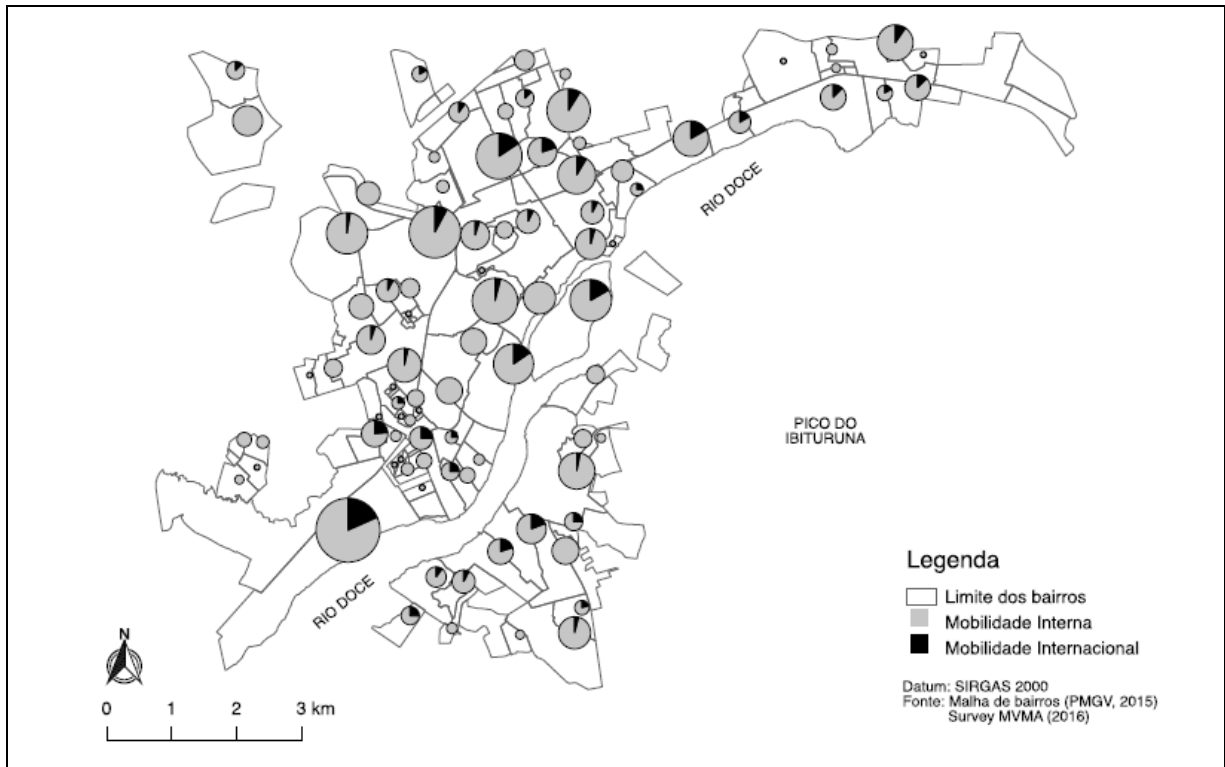 RIO DOCE
PICO DO
IBITURUNA
RIO DOCE
Legenda
Limite dos bairros
Mobilidade Interna
Mobilidade Internacional
Datum: SIRGAS 2000
Fonte: Malha de bairros (PMGV, 2015)
Survey MVMA (2016)
N
0 1 2 3 km